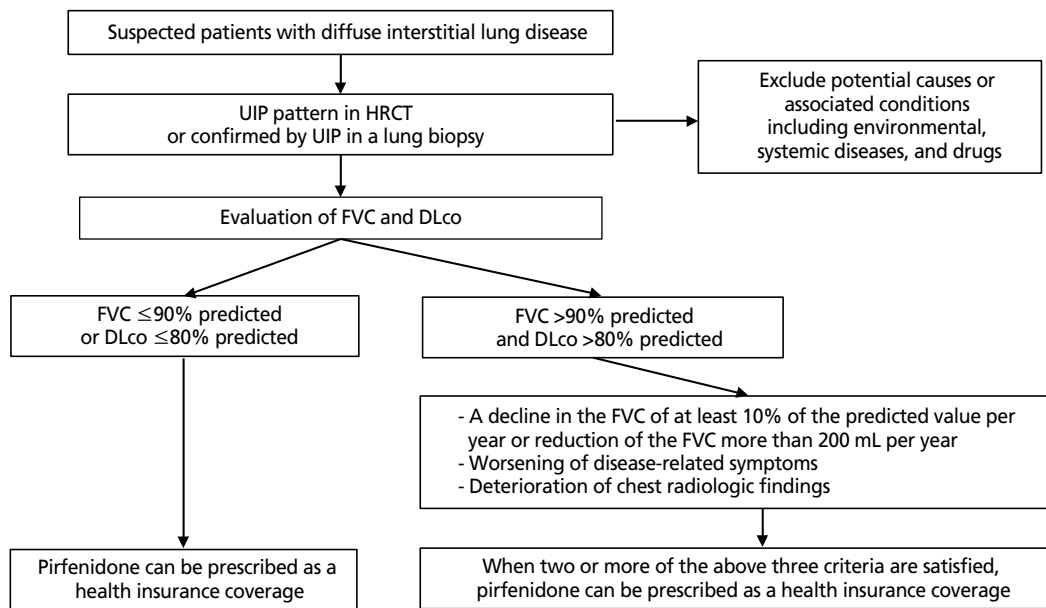 Suspected patients with diffuse interstitial lung disease
UIP pattern in HRCT
or confirmed by UIP in a lung biopsy
Exclude potential causes or
associated conditions
including environmental,
systemic diseases, and drugs
Evaluation of FVC and DLco
FVC ≤90% predicted
or DLco ≤80% predicted
FVC >90% predicted
and DLco >80% predicted
- A decline in the FVC of at least 10% of the predicted value per
year or reduction of the FVC more than 200 mL per year
- Worsening of disease-related symptoms
- Deterioration of chest radiologic findings
Pirfenidone can be prescribed as a
health insurance coverage
When two or more of the above three criteria are satisfied,
pirfenidone can be prescribed as a health insurance coverage